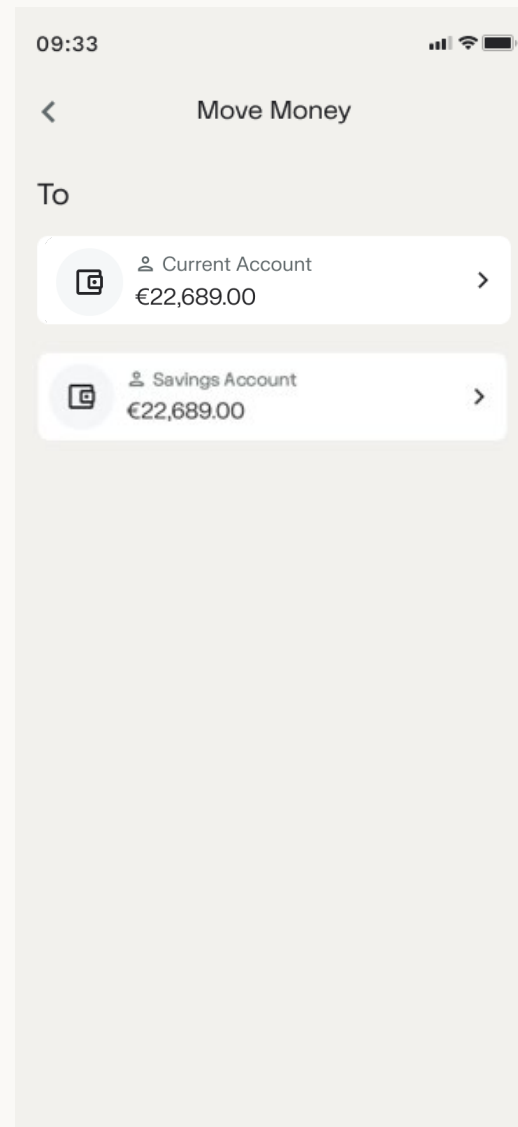 09:33
Move Money
To
Current Account
€22,689.00
Savings Account
€22,689.00